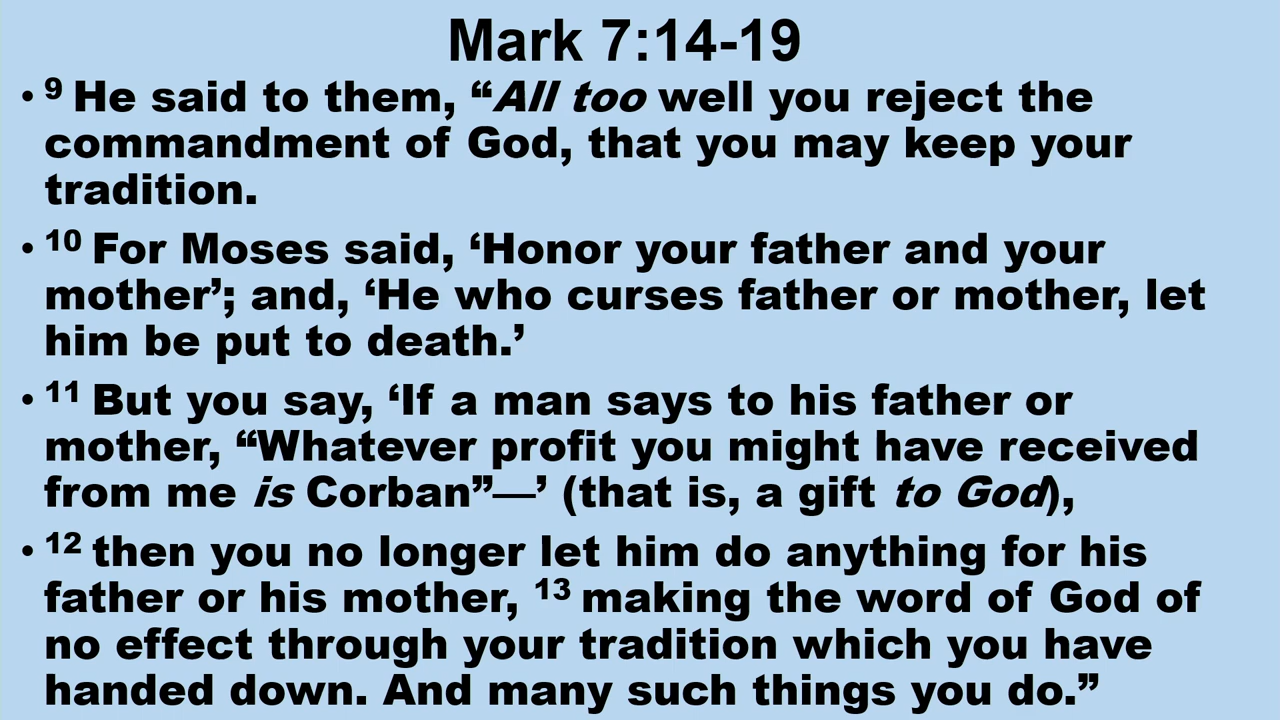 Mark 7:14-19
• 9 He said to them, “All too well you reject the
commandment of God, that you may keep your
tradition.
• 10 For Moses said, ‘Honor your father and your
mother’; and, ‘He who curses father or mother, let
him be put to death.’
• 11 But you say, ‘If a man says to his father or
mother, “Whatever profit you might have received
from me is Corban”—’ (that is, a gift to God),
• 12 then you no longer let him do anything for his
father or his mother, 13 making the word of God of
no effect through your tradition which you have
handed down. And many such things you do.”